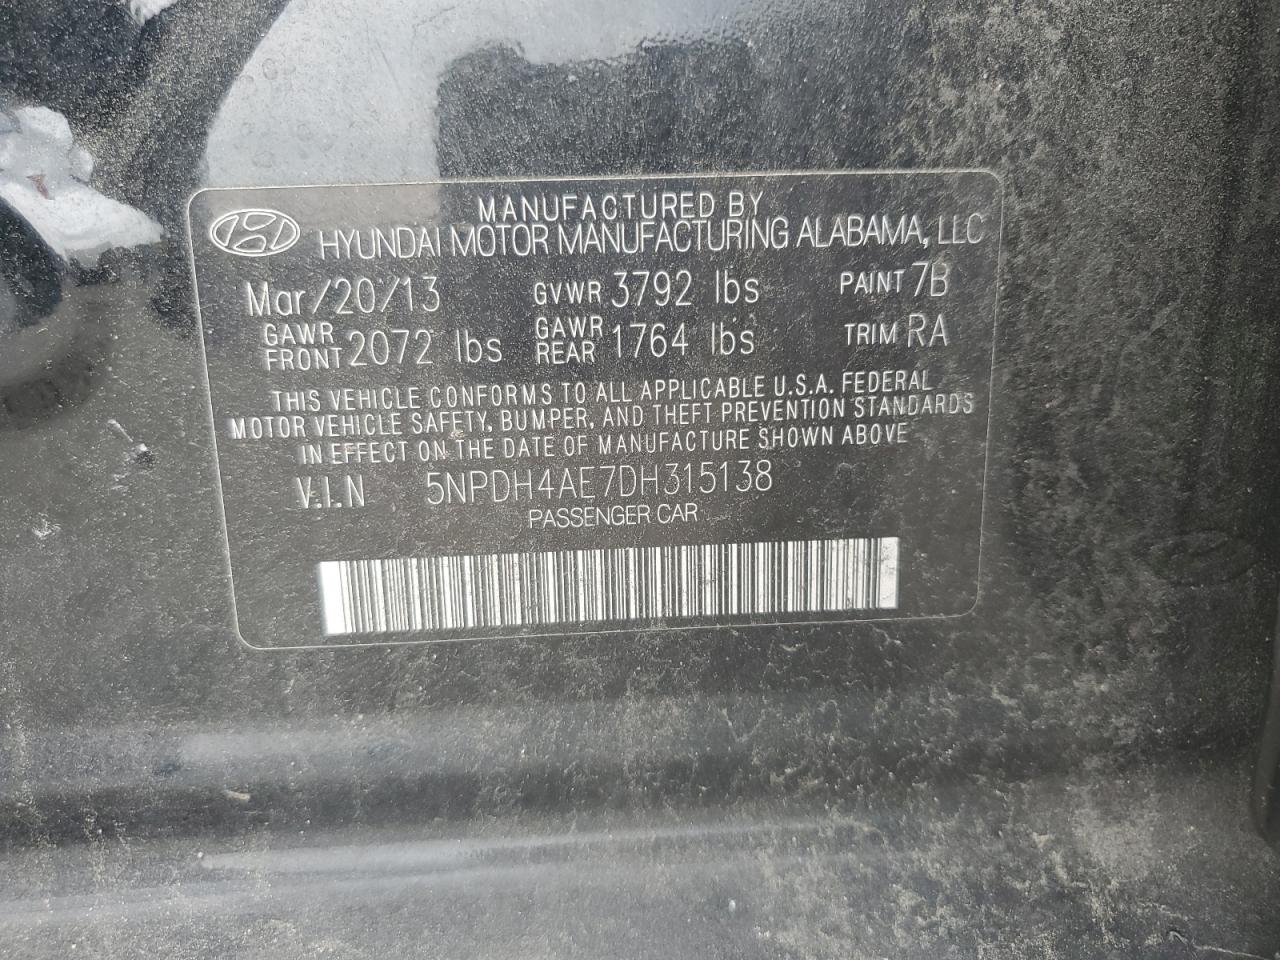 MANUFACTURED BY
HYUNDAI MOTOR MANUFACTURING ALABAMA, LLC
Mar/20/13 GVWR 3792 lbs PAINT 7B
GAWR FRONT 2072 lbs GAWR REAR 1764 lbs TRIM RA
THIS VEHICLE CONFORMS TO ALL APPLICABLE U.S.A. FEDERAL
MOTOR VEHICLE SAFETY, BUMPER, AND THEFT PREVENTION STANDARDS
IN EFFECT ON THE DATE OF MANUFACTURE SHOWN ABOVE
V.I.N 5NPDH4AE7DH315138
PASSENGER CAR